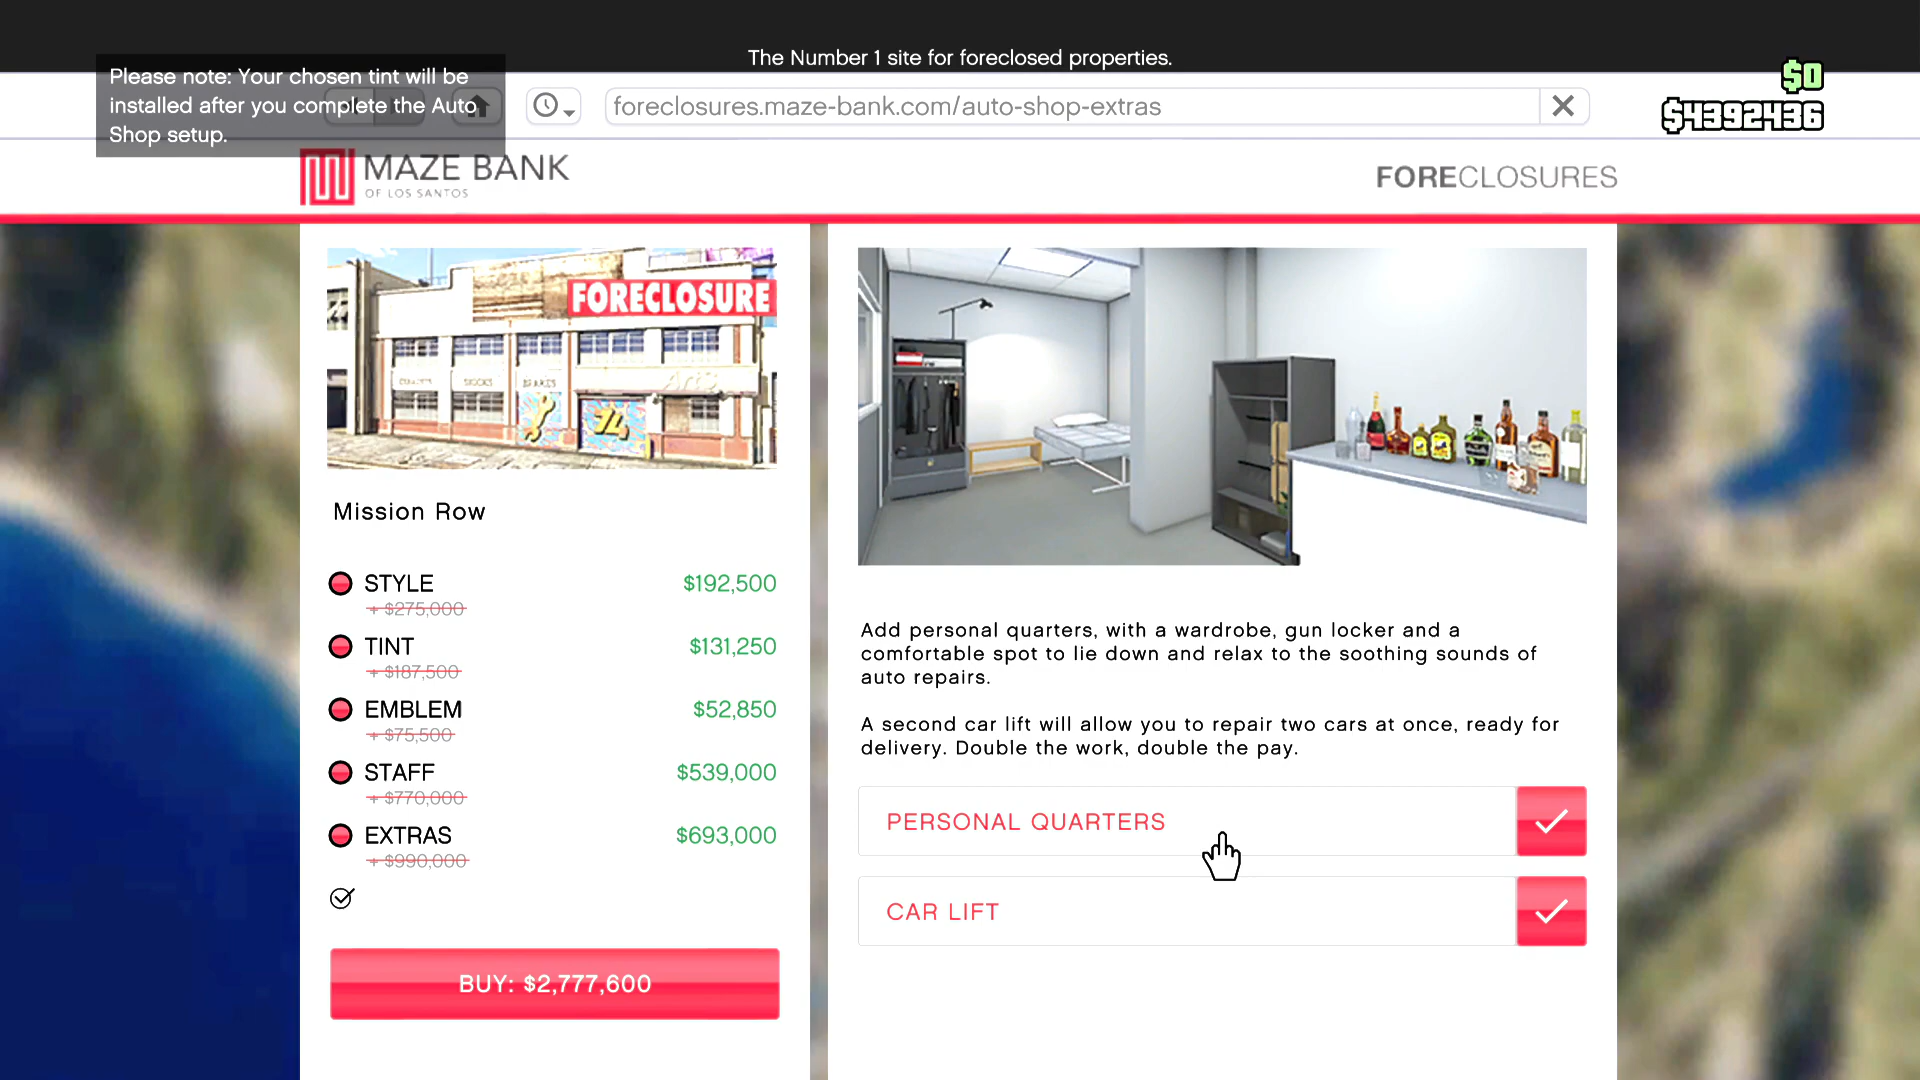 The Number 1 site for foreclosed properties.
Please note: Your chosen tint will be
installed after you complete the Auto
Shop setup.
foreclosures.maze-bank.com/auto-shop-extras
$0
$4392436
MAZE BANK
OF LOS SANTOS
FORECLOSURES
FORECLOSURE
BRAKES
Mission Row
STYLE $192,500
+ $275,000
TINT $131,250
+ $187,500
EMBLEM $52,850
+ $75,500
STAFF $539,000
+ $770,000
EXTRAS $693,000
+ $990,000
BUY: $2,777,600
Add personal quarters, with a wardrobe, gun locker and a
comfortable spot to lie down and relax to the soothing sounds of
auto repairs.
A second car lift will allow you to repair two cars at once, ready for
delivery. Double the work, double the pay.
PERSONAL QUARTERS
CAR LIFT